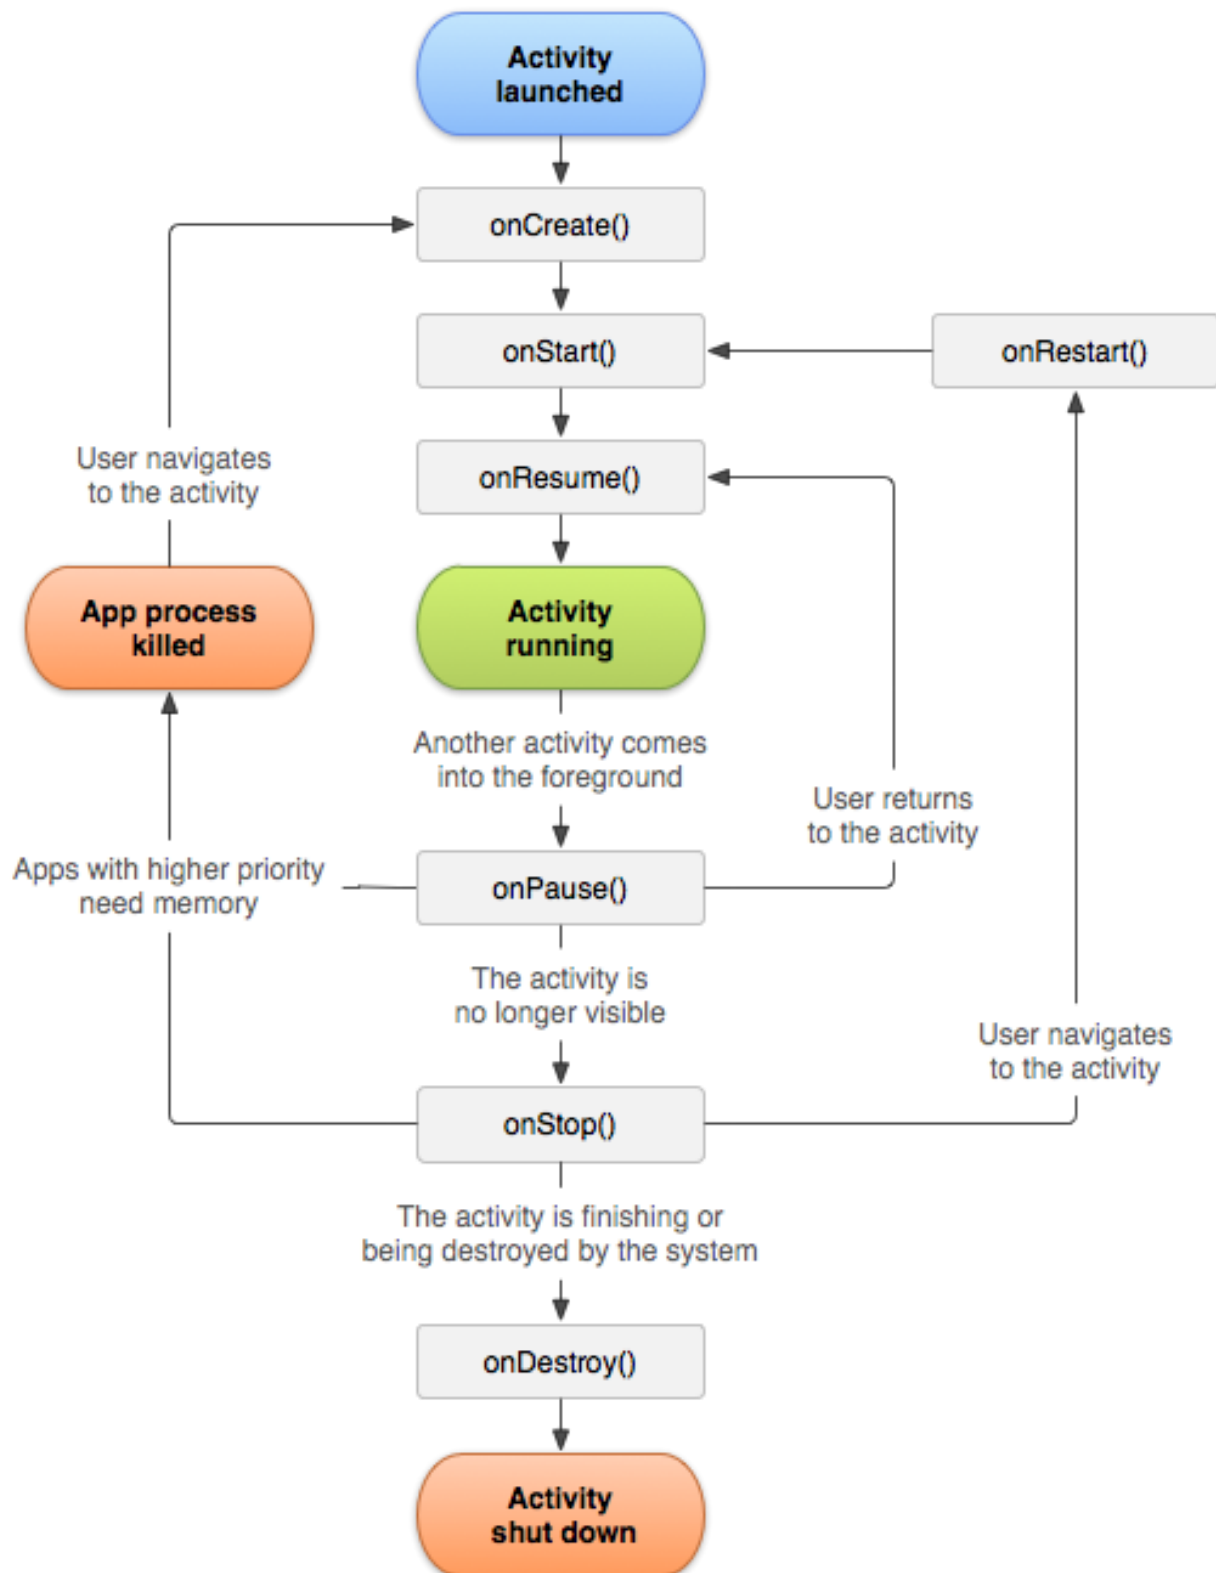 Activity
launched
onCreate()
onStart()
onRestart()
User navigates
to the activity
onResume()
App process
killed
Activity
running
Another activity comes
into the foreground
User returns
to the activity
Apps with higher priority
need memory
onPause()
The activity is
no longer visible
User navigates
to the activity
onStop()
The activity is finishing or
being destroyed by the system
onDestroy()
Activity
shut down